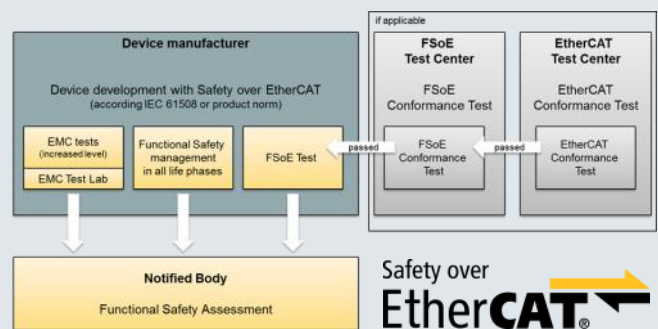 if applicable
Device manufacturer
Device development with Safety over EtherCAT
(according IEC 61508 or product norm)
EMC tests
(increased level)
EMC Test Lab
Functional Safety
management
in all life phases
FSoE Test
passed
FSoE
Test Center
FSoE
Conformance Test
FSoE
Conformance
Test
passed
EtherCAT
Test Center
EtherCAT
Conformance Test
EtherCAT
Conformance
Test
Notified Body
Functional Safety Assessment
Safety over
EtherCAT®